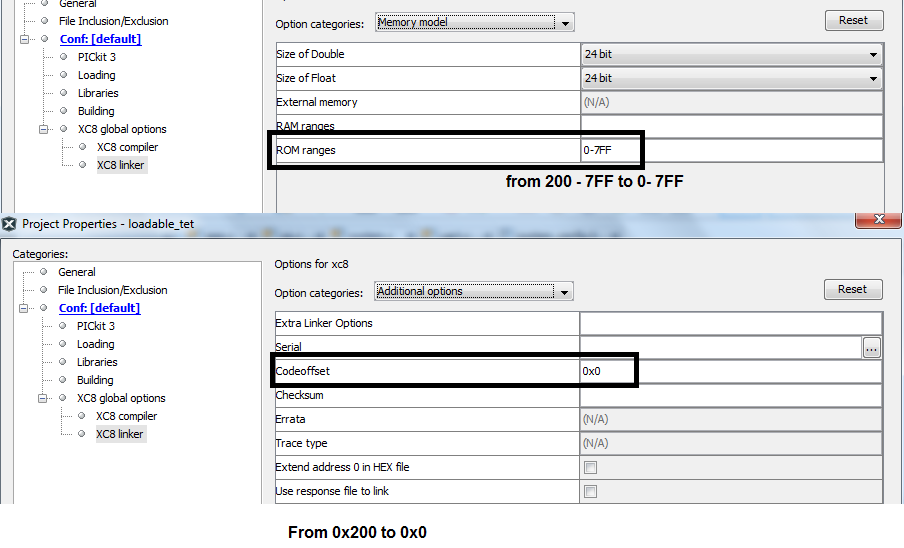 General
Option categories: Memory model Reset
File Inclusion/Exclusion
Conf: [default]
PICkit 3
Loading
Libraries
Building
XC8 global options
XC8 compiler
XC8 linker
Size of Double 24 bit
Size of Float 24 bit
External memory (N/A)
RAM ranges
ROM ranges 0-7FF
from 200 - 7FF to 0- 7FF
Project Properties - loadable_tet
Categories:
General
File Inclusion/Exclusion
Conf: [default]
PICkit 3
Loading
Libraries
Building
XC8 global options
XC8 compiler
XC8 linker
Options for xc8
Option categories: Additional options Reset
Extra Linker Options
Serial ...
Codeoffset 0x0
Checksum
Errata (N/A)
Trace type (N/A)
Extend address 0 in HEX file
Use response file to link
From 0x200 to 0x0